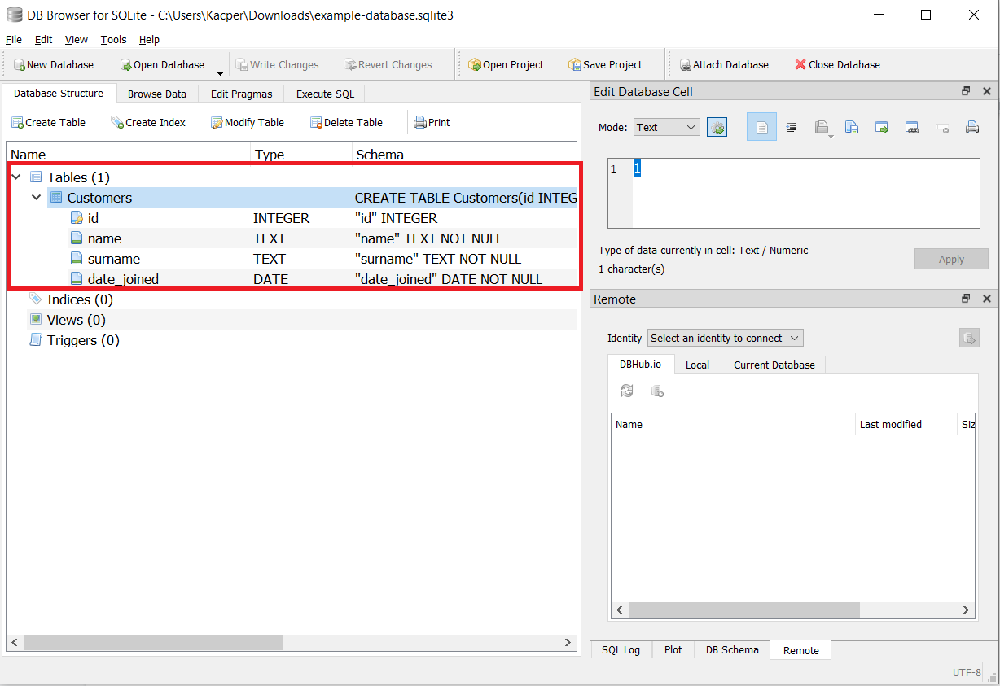 DB Browser for SQLite - C:\Users\Kacper\Downloads\example-database.sqlite3
File Edit View Tools Help
New Database Open Database Write Changes Revert Changes Open Project Save Project Attach Database Close Database
Database Structure Browse Data Edit Pragmas Execute SQL
Create Table Create Index Modify Table Delete Table Print
Name Type Schema
Tables (1)
Customers CREATE TABLE Customers(id INTEG
id INTEGER "id" INTEGER
name TEXT "name" TEXT NOT NULL
surname TEXT "surname" TEXT NOT NULL
date_joined DATE "date_joined" DATE NOT NULL
Indices (0)
Views (0)
Triggers (0)
Edit Database Cell
Mode: Text
1 1
Type of data currently in cell: Text / Numeric
1 character(s)
Apply
Remote
Identity Select an identity to connect
DBHub.io Local Current Database
Name Last modified Siz
SQL Log Plot DB Schema Remote
UTF-8